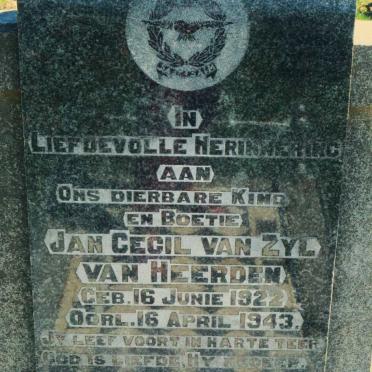 IN
LIEFDEVOLLE HERINNERING
AAN
ONS DIERBARE KIND
EN BOETIE
JAN CECIL VAN ZYL
VAN HEERDEN
GEB. 16 JUNIE 1922
OORL. 16 APRIL 1943.
JY LEEF VOORT IN HARTE TEER
GOD IS LIEFDE, HY